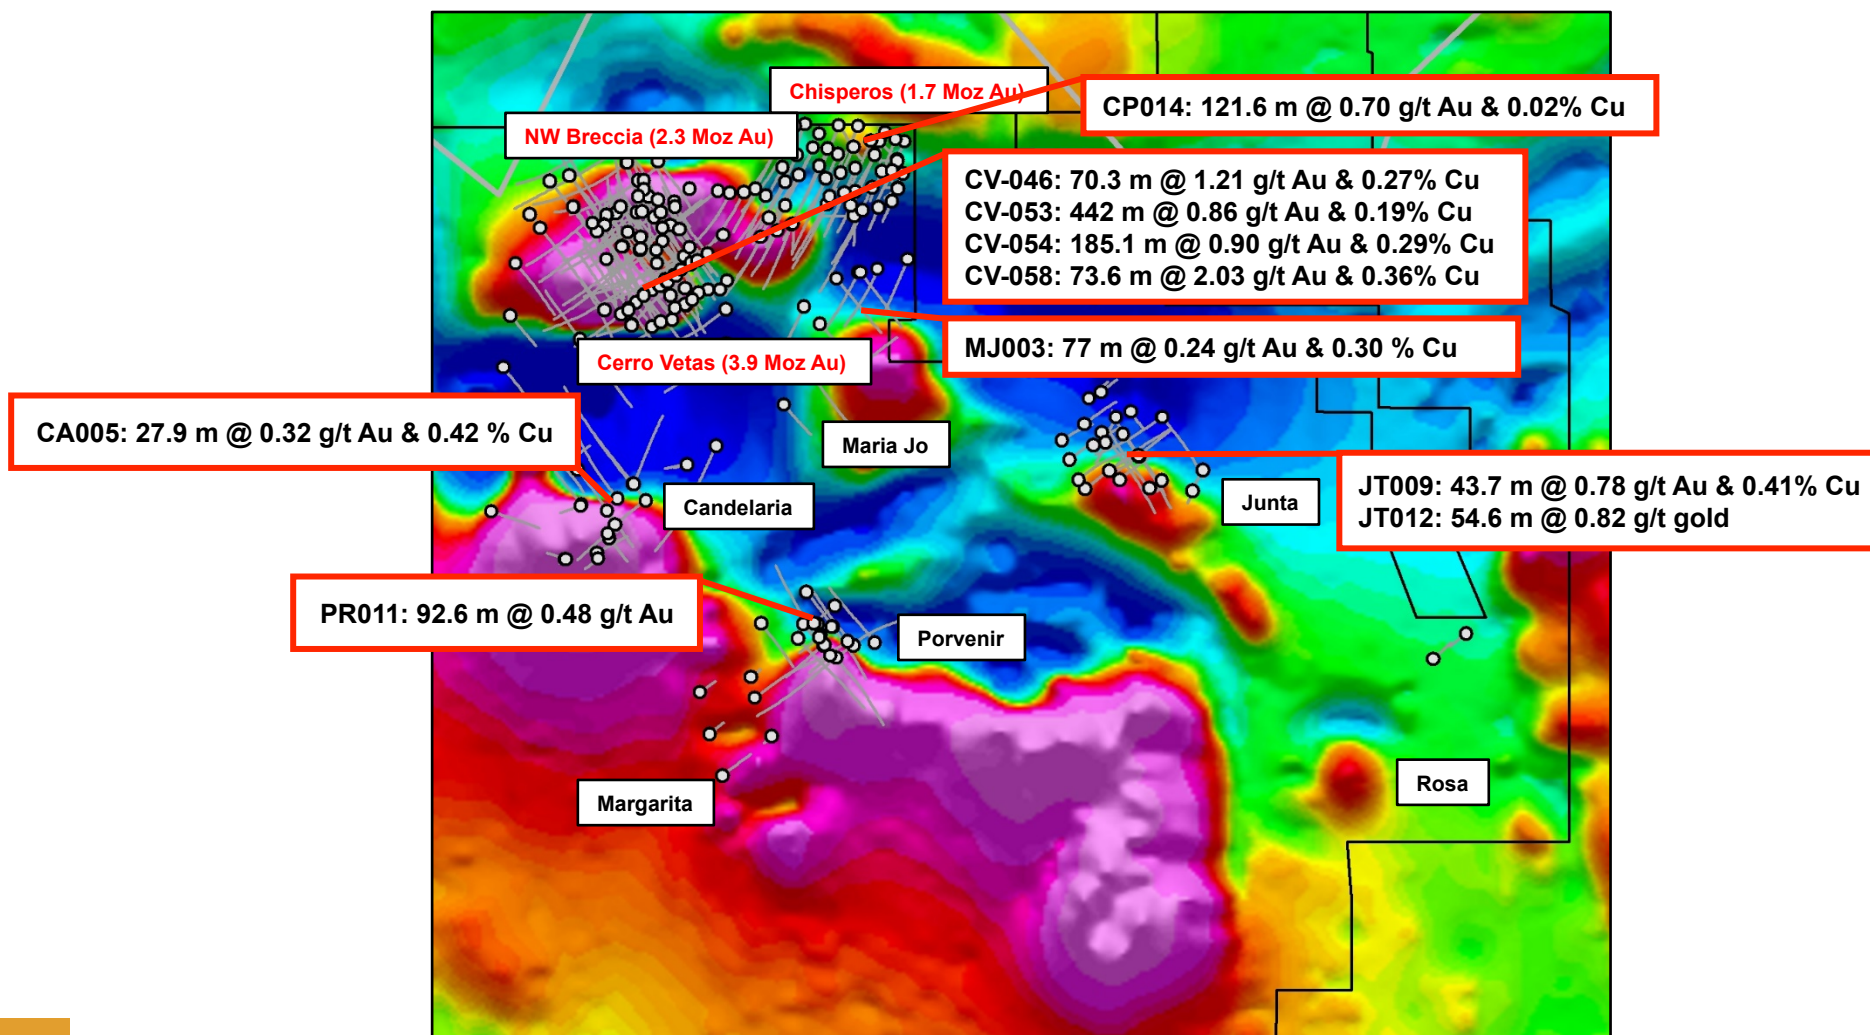 Chisperos (1.7 Moz Au)
CP014: 121.6 m @ 0.70 g/t Au & 0.02% Cu
NW Breccia (2.3 Moz Au)
CV-046: 70.3 m @ 1.21 g/t Au & 0.27% Cu
CV-053: 442 m @ 0.86 g/t Au & 0.19% Cu
CV-054: 185.1 m @ 0.90 g/t Au & 0.29% Cu
CV-058: 73.6 m @ 2.03 g/t Au & 0.36% Cu
MJ003: 77 m @ 0.24 g/t Au & 0.30 % Cu
Cerro Vetas (3.9 Moz Au)
CA005: 27.9 m @ 0.32 g/t Au & 0.42 % Cu
Maria Jo
Candelaria
Junta
JT009: 43.7 m @ 0.78 g/t Au & 0.41% Cu
JT012: 54.6 m @ 0.82 g/t gold
PR011: 92.6 m @ 0.48 g/t Au
Porvenir
Margarita
Rosa